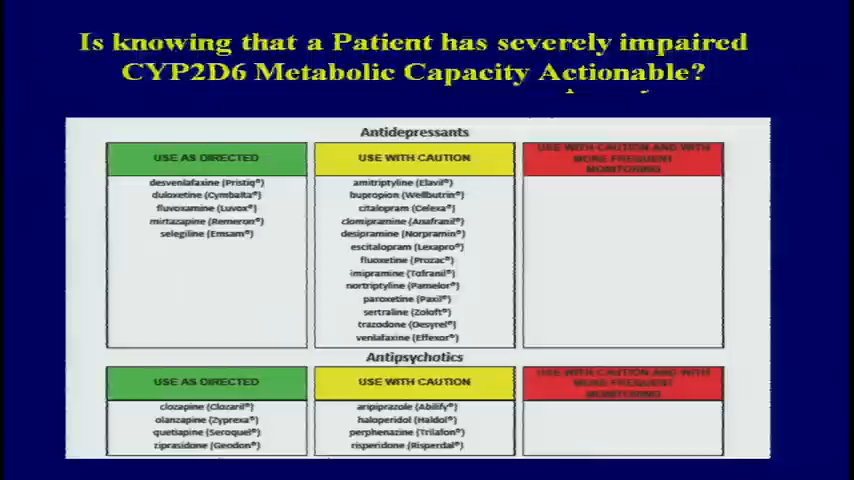 Is knowing that a Patient has severely impaired
CYP2D6 Metabolic Capacity Actionable?
Antidepressants
USE AS DIRECTED
desvenlafaxine (Pristiq®)
duloxetine (Cymbalta®)
fluvoxamine (Luvox®)
mirtazapine (Remeron®)
selegiline (Emsam®)
USE WITH CAUTION
amitriptyline (Elavil®)
bupropion (Wellbutrin®)
citalopram (Celexa®)
clomipramine (Anafranil®)
desipramine (Norpramin®)
escitalopram (Lexapro®)
fluoxetine (Prozac®)
imipramine (Tofranil®)
nortriptyline (Pamelor®)
paroxetine (Paxil®)
sertraline (Zoloft®)
trazodone (Desyrel®)
venlafaxine (Effexor®)
USE WITH CAUTION AND WITH
MORE FREQUENT
MONITORING
Antipsychotics
USE AS DIRECTED
clozapine (Clozaril®)
olanzapine (Zyprexa®)
quetiapine (Seroquel®)
ziprasidone (Geodon®)
USE WITH CAUTION
aripiprazole (Abilify®)
haloperidol (Haldol®)
perphenazine (Trilafon®)
risperidone (Risperdal®)
USE WITH CAUTION AND WITH
MORE FREQUENT
MONITORING